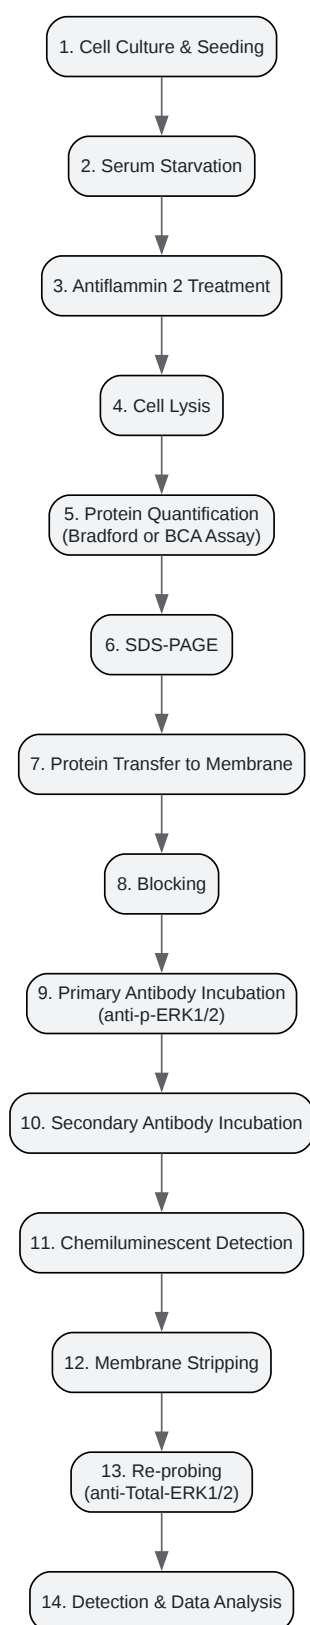 1. Cell Culture & Seeding
2. Serum Starvation
3. Antiflammin 2 Treatment
4. Cell Lysis
5. Protein Quantification
(Bradford or BCA Assay)
6. SDS-PAGE
7. Protein Transfer to Membrane
8. Blocking
9. Primary Antibody Incubation
(anti-p-ERK1/2)
10. Secondary Antibody Incubation
11. Chemiluminescent Detection
12. Membrane Stripping
13. Re-probing
(anti-Total-ERK1/2)
14. Detection & Data Analysis